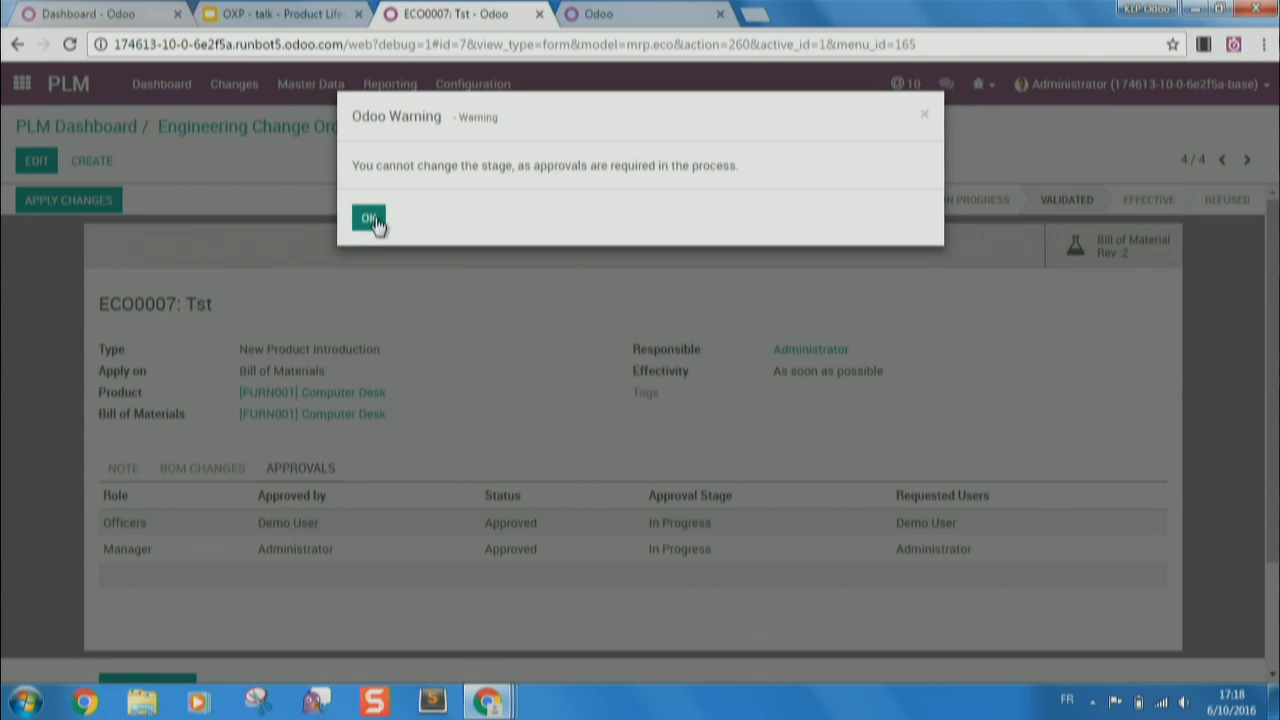 Dashboard - Odoo
OXP - talk - Product Life
ECO0007: Tst - Odoo
Odoo
KLP Odoo
174613-10-0-6e2f5a.runbot5.odoo.com/web?debug=1#id=7&view_type=form&model=mrp.eco&action=260&active_id=1&menu_id=165
PLM Dashboard Changes Master Data Reporting Configuration @ 10 Administrator (174613-10-0-6e2f5a-base)
Odoo Warning - Warning ×
PLM Dashboard / Engineering Change Ord
EDIT CREATE
4 / 4
You cannot change the stage, as approvals are required in the process.
APPLY CHANGES
N PROGRESS VALIDATED EFFECTIVE REFUSED
OK
Bill of Material
Rev :2
ECO0007: Tst
Type New Product Introduction Responsible Administrator
Apply on Bill of Materials Effectivity As soon as possible
Product [FURN001] Computer Desk Tags
Bill of Materials [FURN001] Computer Desk
NOTE BOM CHANGES APPROVALS
Role Approved by Status Approval Stage Requested Users
Officers Demo User Approved In Progress Demo User
Manager Administrator Approved In Progress Administrator
FR
17:18
6/10/2016